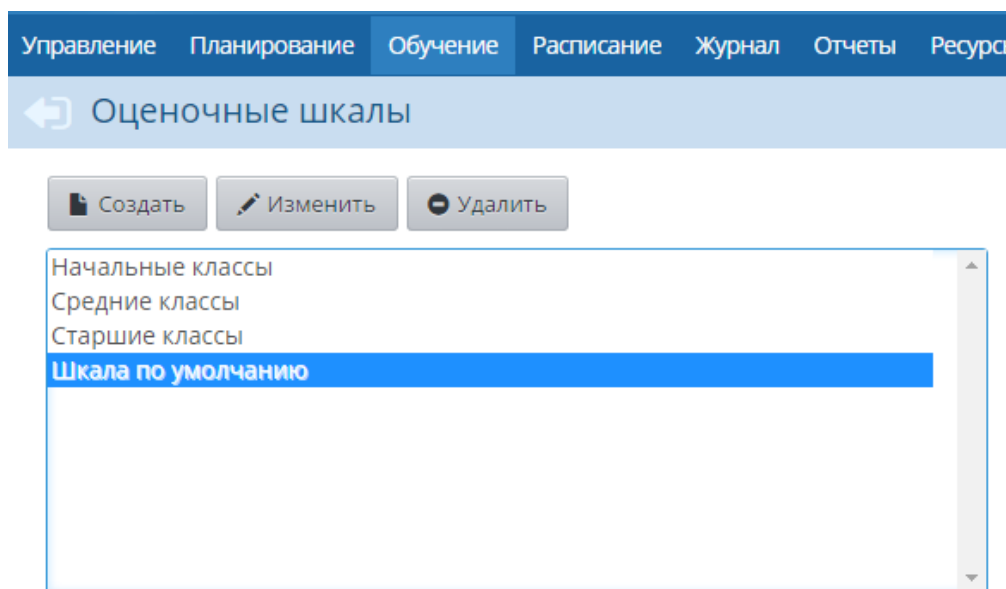 Управление Планирование Обучение Расписание Журнал Отчеты
Оценочные шкалы
Создать Изменить Удалить
Начальные классы
Средние классы
Старшие классы
Шкала по умолчанию